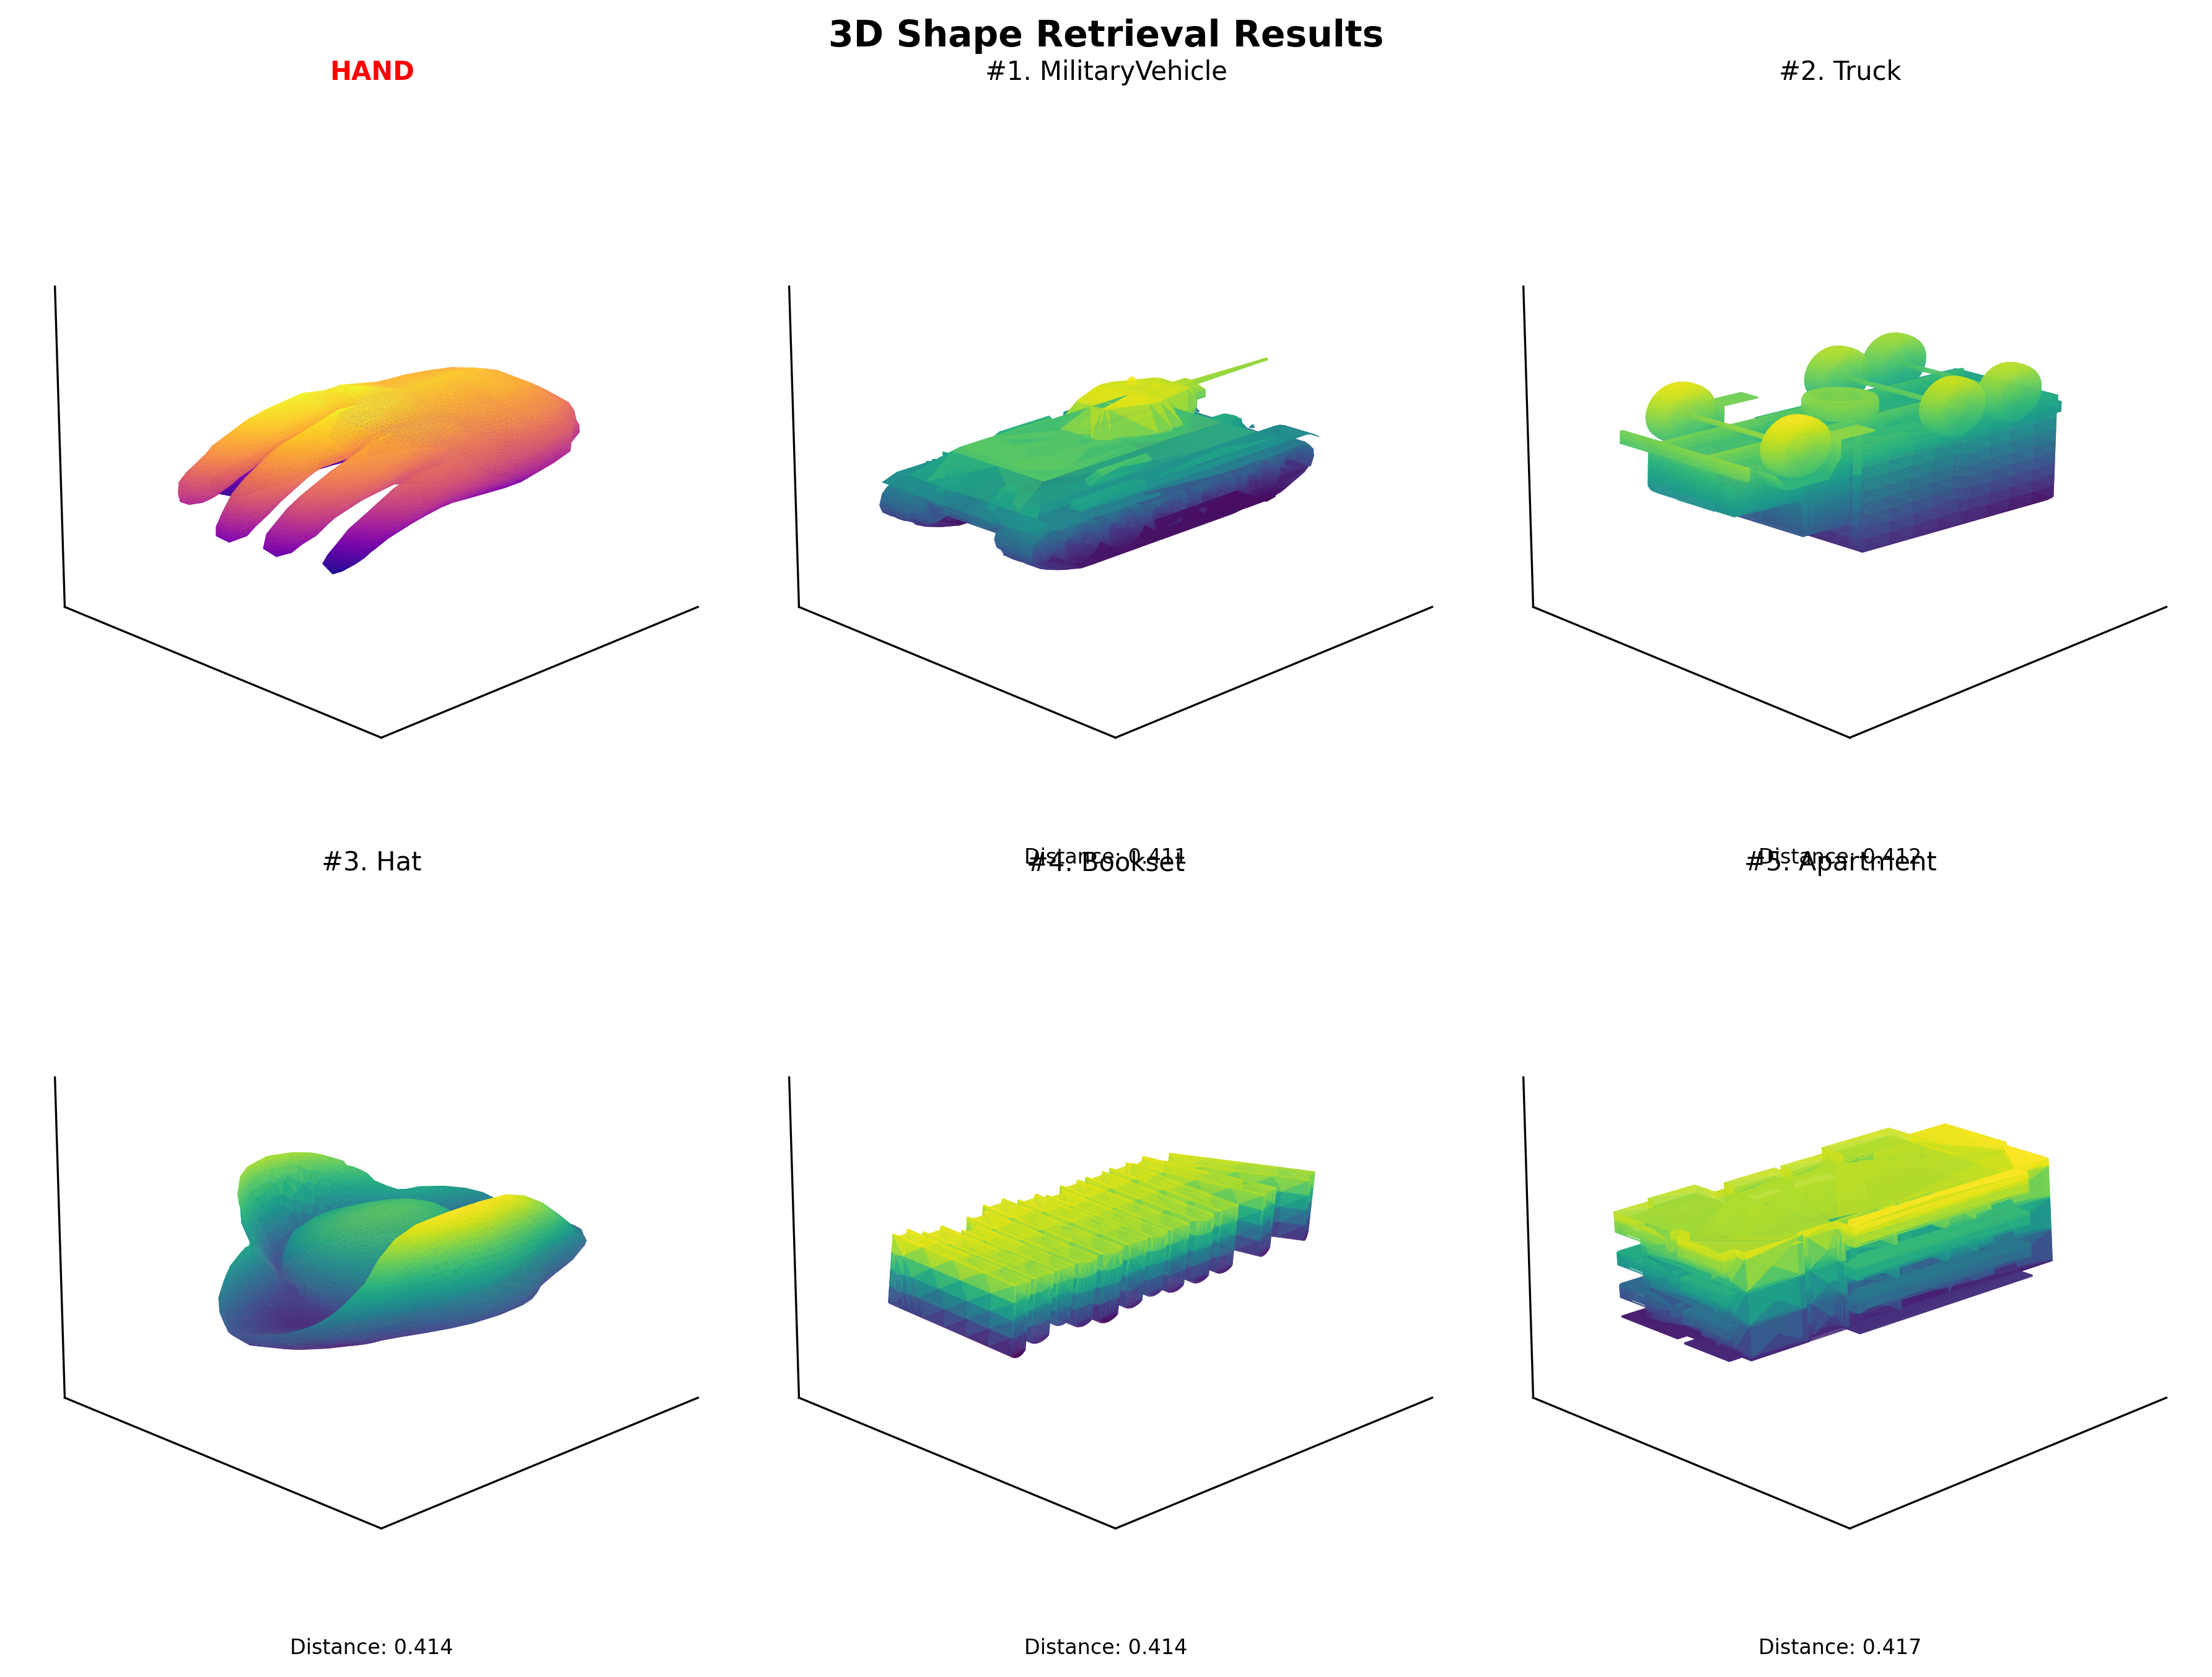 3D Shape Retrieval Results
HAND
#1. MilitaryVehicle
#2. Truck
Distance: 0.411
Distance: 0.412
#3. Hat
#4. Bookset
#5. Apartment
Distance: 0.414
Distance: 0.414
Distance: 0.417